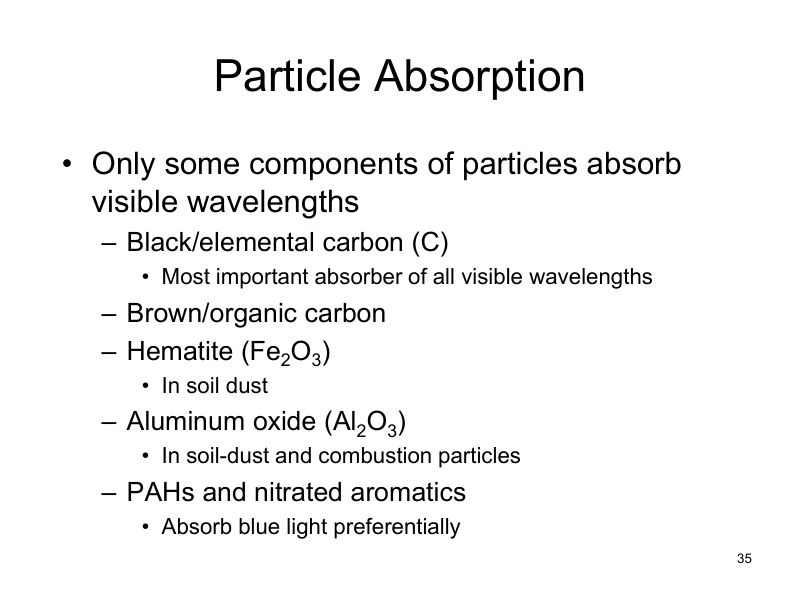 Particle Absorption
• Only some components of particles absorb
visible wavelengths
– Black/elemental carbon (C)
• Most important absorber of all visible wavelengths
– Brown/organic carbon
– Hematite (Fe₂O₃)
• In soil dust
– Aluminum oxide (Al₂O₃)
• In soil-dust and combustion particles
– PAHs and nitrated aromatics
• Absorb blue light preferentially
35